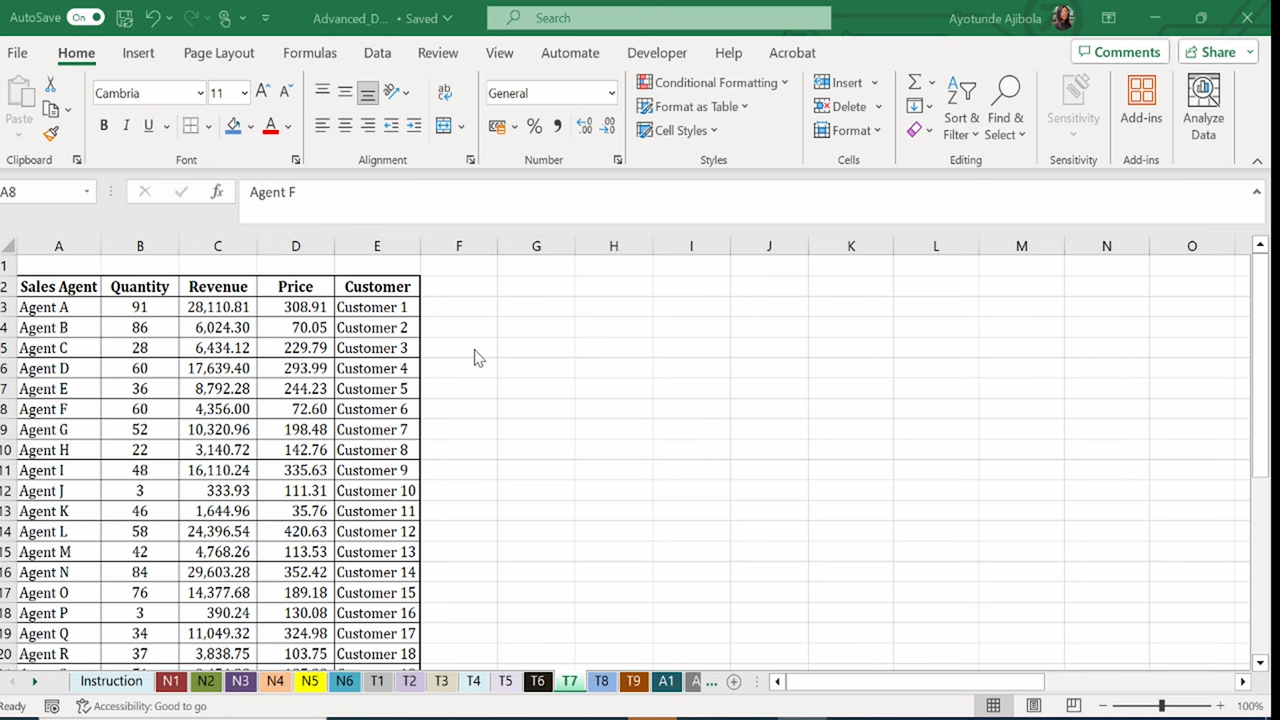 AutoSave On Advanced_D... • Saved Search Ayotunde Ajibola
File Home Insert Page Layout Formulas Data Review View Automate Developer Help Acrobat Comments Share
Paste Cambria 11 General Conditional Formatting Insert Σ
Format as Table Delete
B I U A % , Cell Styles Format Sort & Filter Find & Select Sensitivity Add-ins Analyze Data
Clipboard Font Alignment Number Styles Cells Editing Sensitivity Add-ins
A8 fx Agent F
A B C D E F G H I J K L M N O
1
2 Sales Agent Quantity Revenue Price Customer
3 Agent A 91 28,110.81 308.91 Customer 1
4 Agent B 86 6,024.30 70.05 Customer 2
5 Agent C 28 6,434.12 229.79 Customer 3
6 Agent D 60 17,639.40 293.99 Customer 4
7 Agent E 36 8,792.28 244.23 Customer 5
8 Agent F 60 4,356.00 72.60 Customer 6
9 Agent G 52 10,320.96 198.48 Customer 7
10 Agent H 22 3,140.72 142.76 Customer 8
11 Agent I 48 16,110.24 335.63 Customer 9
12 Agent J 3 333.93 111.31 Customer 10
13 Agent K 46 1,644.96 35.76 Customer 11
14 Agent L 58 24,396.54 420.63 Customer 12
15 Agent M 42 4,768.26 113.53 Customer 13
16 Agent N 84 29,603.28 352.42 Customer 14
17 Agent O 76 14,377.68 189.18 Customer 15
18 Agent P 3 390.24 130.08 Customer 16
19 Agent Q 34 11,049.32 324.98 Customer 17
20 Agent R 37 3,838.75 103.75 Customer 18
Instruction N1 N2 N3 N4 N5 N6 T1 T2 T3 T4 T5 T6 T7 T8 T9 A1 A ...
Ready Accessibility: Good to go 100%